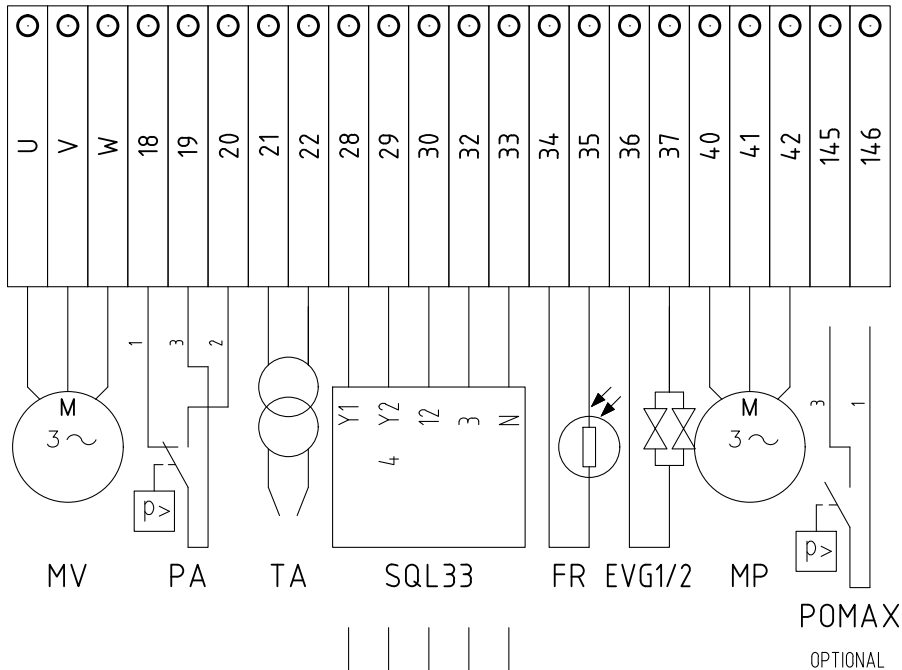 U V W 18 19 20 21 22 28 29 30 32 33 34 35 36 37 40 41 42 145 146
1 3 2
Y1 Y2 12 3 N
4
M
3~
M
3~
3 1
p>
p>
MV PA TA SQL33 FR EVG1/2 MP
POMAX
OPTIONAL